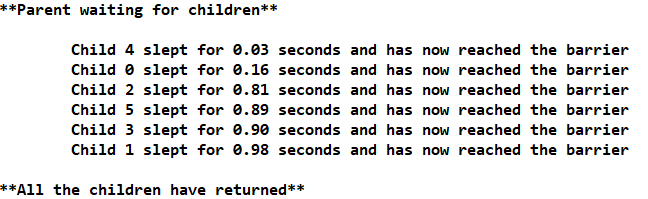 **Parent waiting for children**
Child 4 slept for 0.03 seconds and has now reached the barrier
Child 0 slept for 0.16 seconds and has now reached the barrier
Child 2 slept for 0.81 seconds and has now reached the barrier
Child 5 slept for 0.89 seconds and has now reached the barrier
Child 3 slept for 0.90 seconds and has now reached the barrier
Child 1 slept for 0.98 seconds and has now reached the barrier
**All the children have returned**